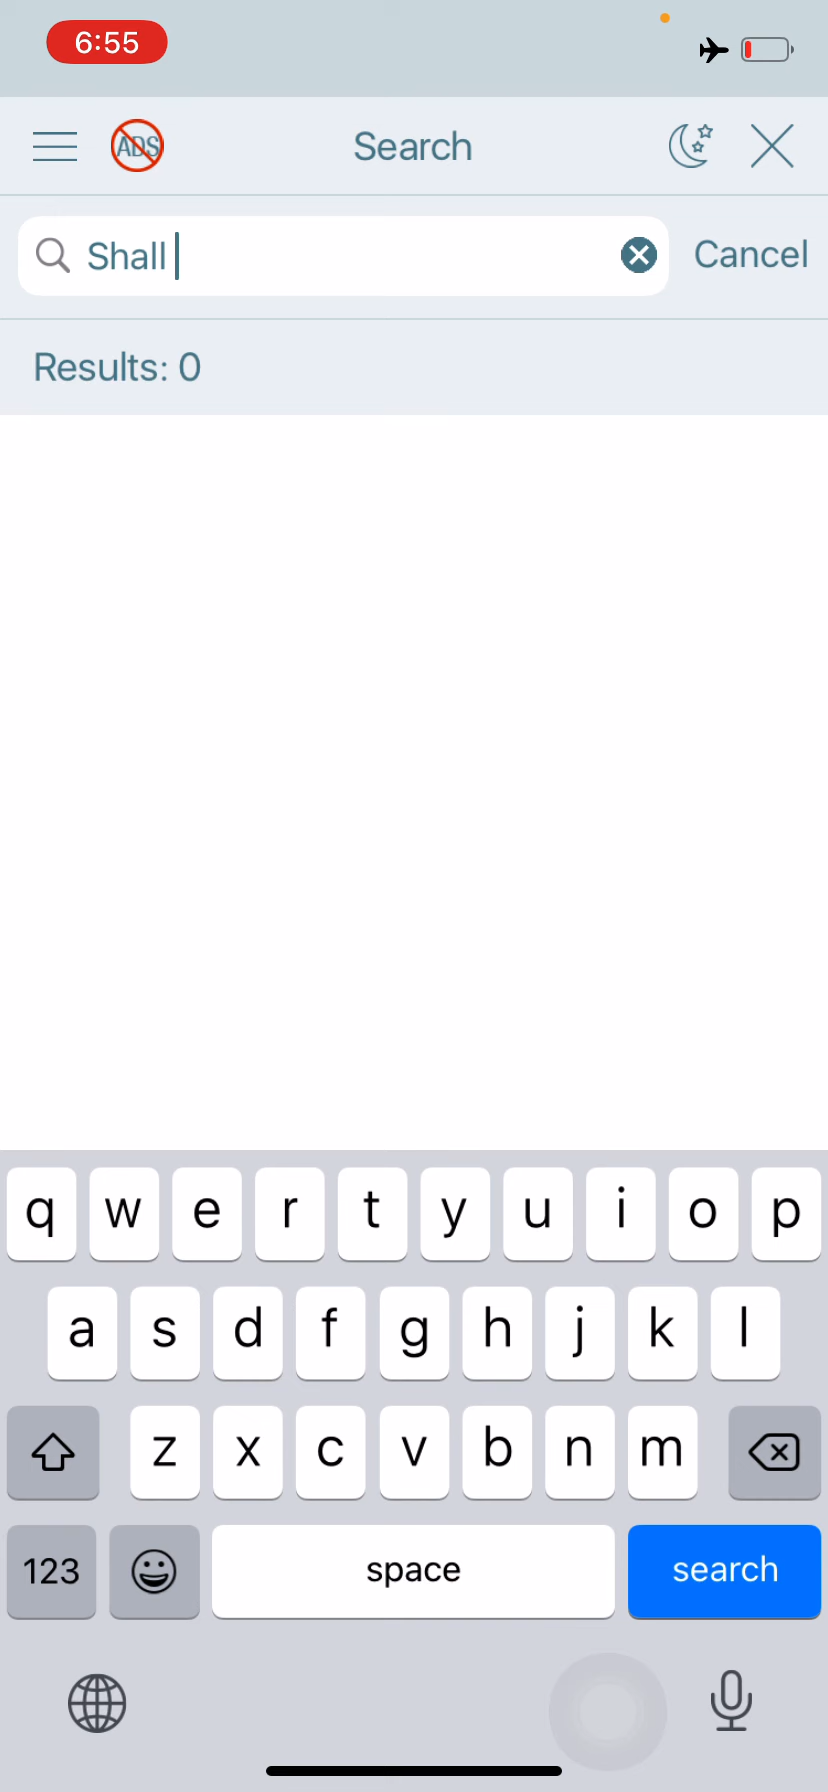 6:55
ADS
Search
Shall
Cancel
Results: 0
q w e r t y u i o p
a s d f g h j k l
z x c v b n m
123
space
search